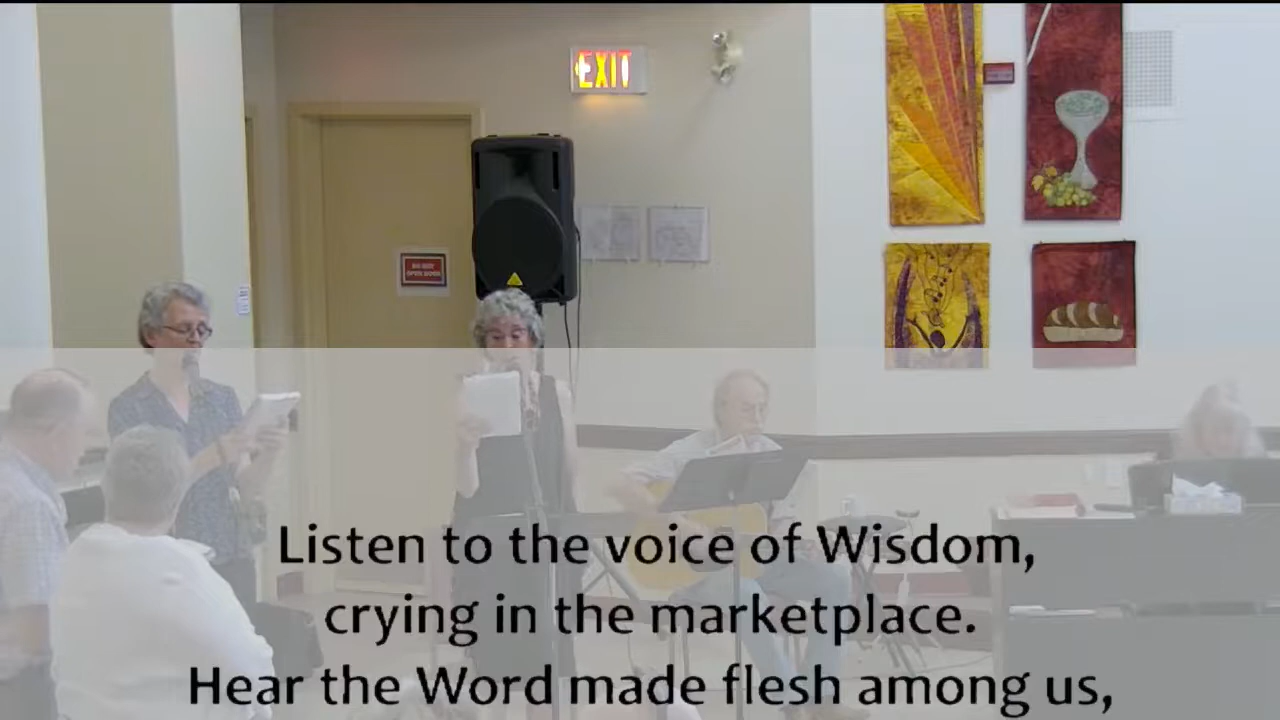 EXIT
Listen to the voice of Wisdom,
crying in the marketplace.
Hear the Word made flesh among us,